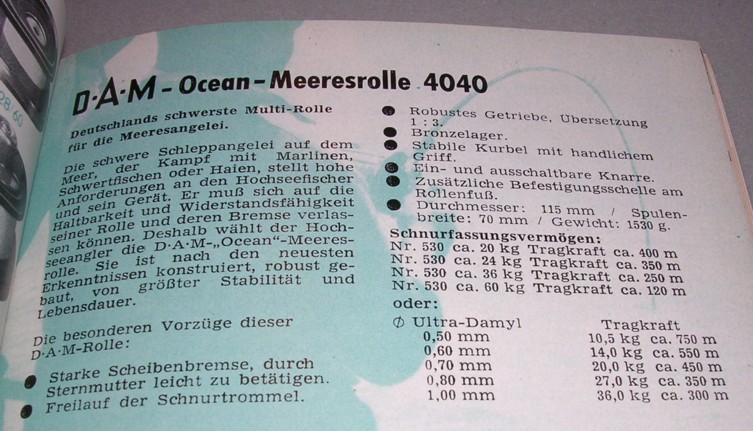 28,60
D·A·M - Ocean - Meeresrolle 4040
Deutschlands schwerste Multi-Rolle
für die Meeresangelei.
Die schwere Schleppangelei auf dem
Meer, der Kampf mit Marlinen,
Schwertfischen oder Haien, stellt hohe
Anforderungen an den Hochseefischer
und sein Gerät. Er muß sich auf die
Haltbarkeit und Widerstandsfähigkeit
seiner Rolle und deren Bremse verlas-
sen können. Deshalb wählt der Hoch-
seeangler die D·A·M-„Ocean"-Meeres-
rolle. Sie ist nach den neuesten
Erkenntnissen konstruiert, robust ge-
baut, von größter Stabilität und
Lebensdauer.
Die besonderen Vorzüge dieser
D·A·M-Rolle:
● Starke Scheibenbremse, durch
Sternmutter leicht zu betätigen.
● Freilauf der Schnurtrommel.
● Robustes Getriebe, Übersetzung
1 : 3.
● Bronzelager.
● Stabile Kurbel mit handlichem
Griff.
● Ein- und ausschaltbare Knarre.
● Zusätzliche Befestigungsschelle am
Rollenfuß.
● Durchmesser: 115 mm / Spulen-
breite: 70 mm / Gewicht: 1530 g.
Schnurfassungsvermögen:
Nr. 530 ca. 20 kg Tragkraft ca. 400 m
Nr. 530 ca. 24 kg Tragkraft ca. 350 m
Nr. 530 ca. 36 kg Tragkraft ca. 250 m
Nr. 530 ca. 60 kg Tragkraft ca. 120 m
oder:
∅ Ultra-Damyl Tragkraft
0,50 mm 10,5 kg ca. 750 m
0,60 mm 14,0 kg ca. 550 m
0,70 mm 20,0 kg ca. 450 m
0,80 mm 27,0 kg ca. 350 m
1,00 mm 36,0 kg ca. 300 m